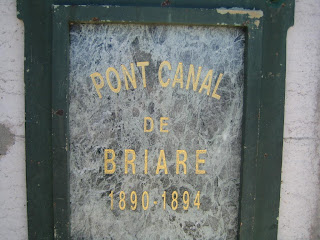 PONT CANAL
DE
BRIARE
1890-1894